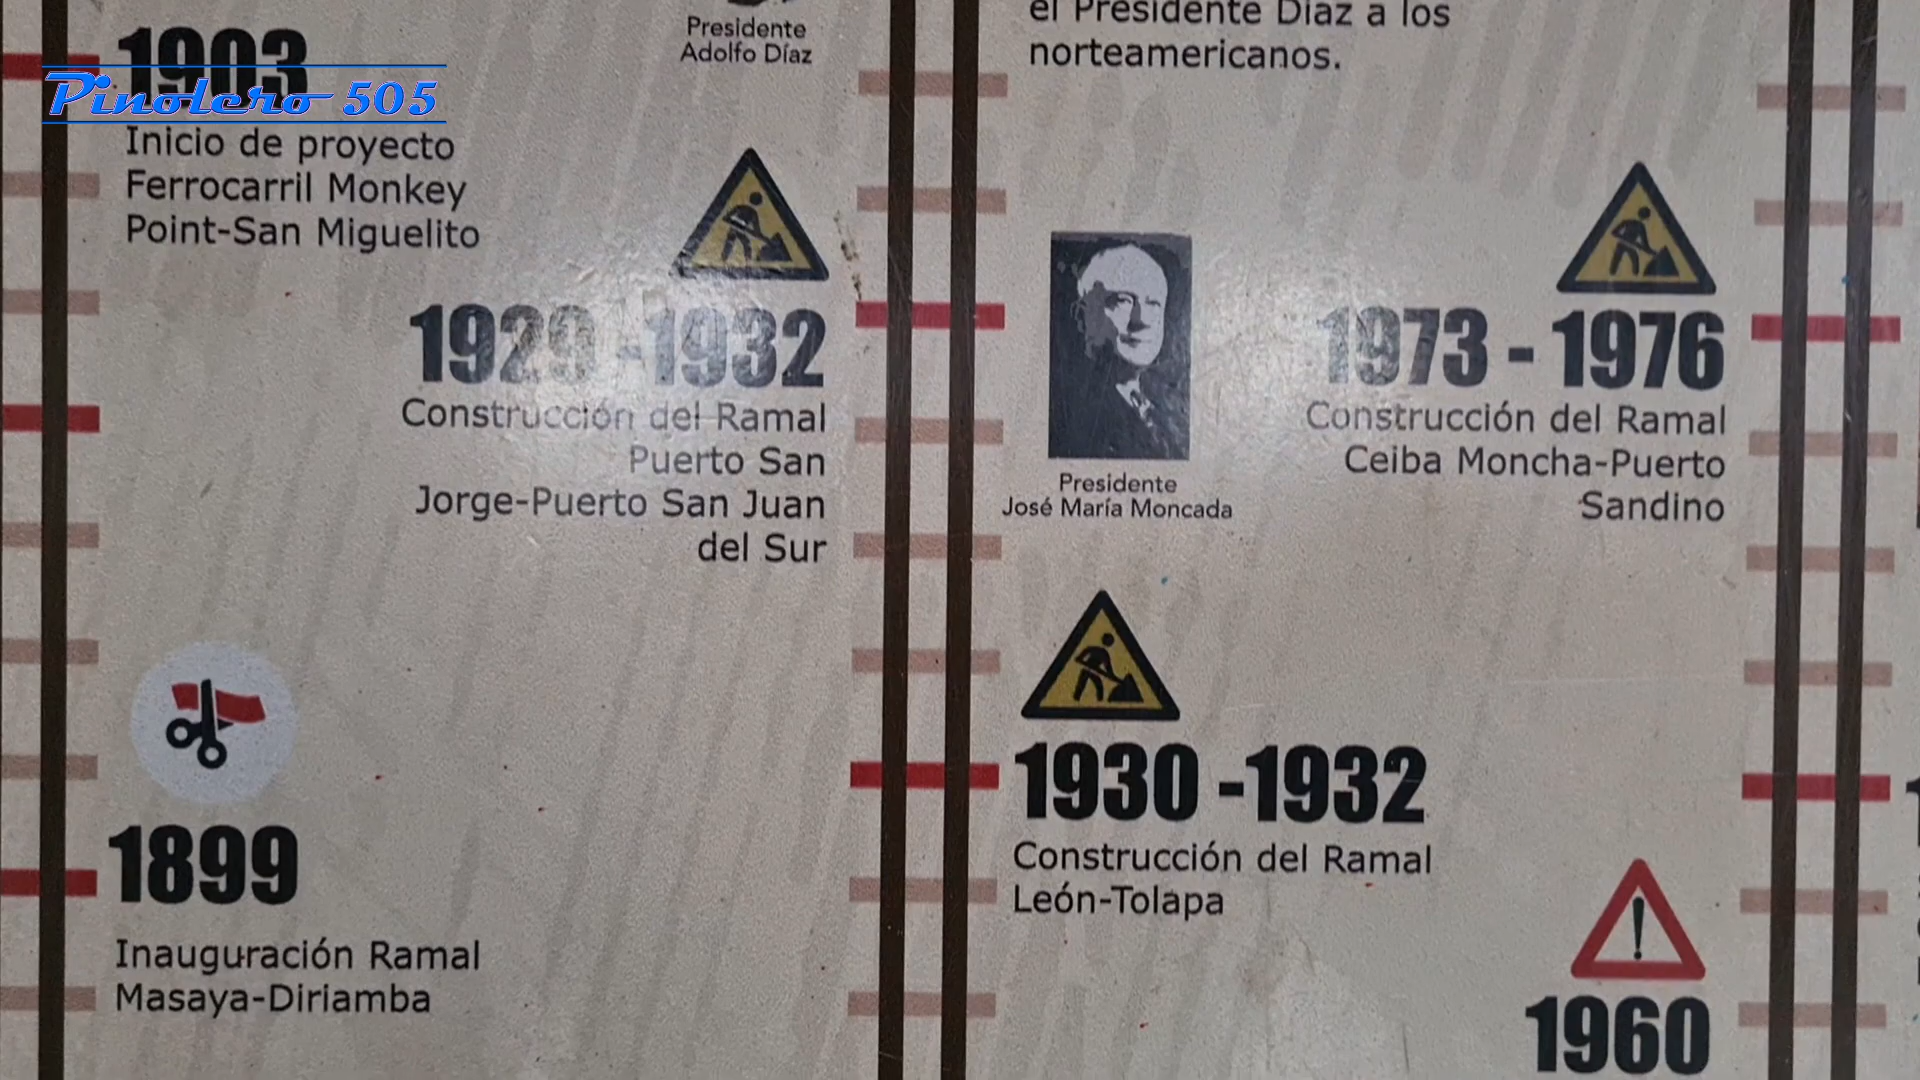 Pinolero 505
1903
Inicio de proyecto
Ferrocarril Monkey
Point-San Miguelito
1899
Inauguración Ramal
Masaya-Diriamba
Presidente
Adolfo Díaz
1929 -1932
Construcción del Ramal
Puerto San
Jorge-Puerto San Juan
del Sur
el Presidente Díaz a los
norteamericanos.
Presidente
José María Moncada
1930 -1932
Construcción del Ramal
León-Tolapa
1973 - 1976
Construcción del Ramal
Ceiba Moncha-Puerto
Sandino
1960